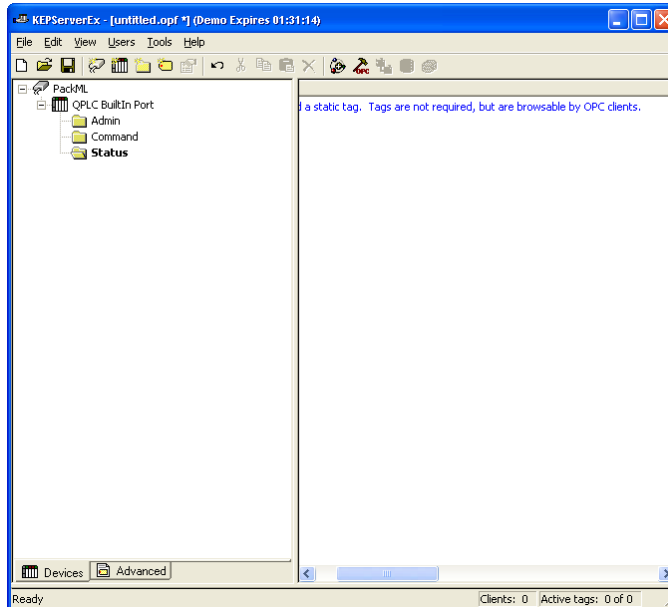 KEPServerEx - [untitled.opf *] (Demo Expires 01:31:14)
File Edit View Users Tools Help
PackML
d a static tag. Tags are not required, but are browsable by OPC clients.
QPLC BuiltIn Port
Admin
Command
Status
Devices Advanced
Ready Clients: 0 Active tags: 0 of 0